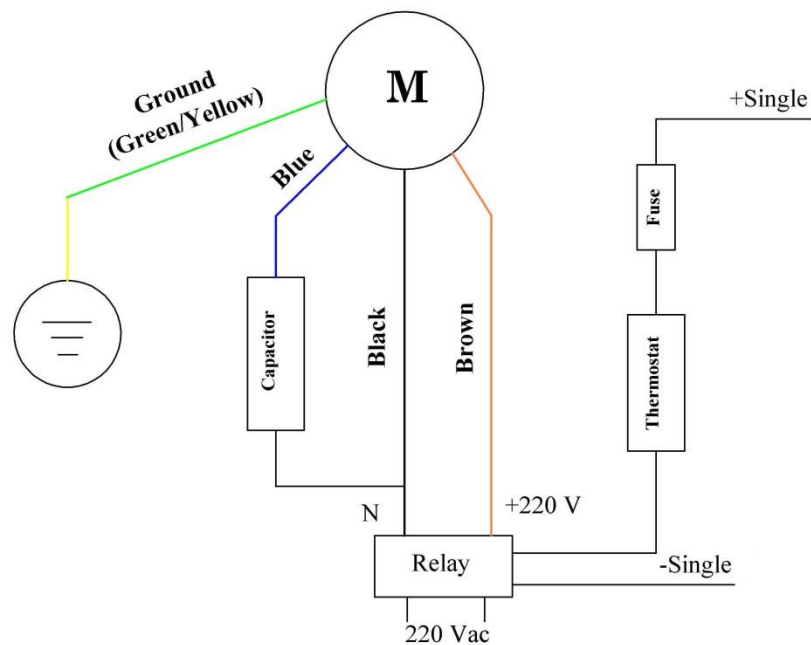 M
Ground
(Green/Yellow)
Blue
+Single
Fuse
Capacitor
Black
Brown
Thermostat
N
+220 V
Relay
-Single
220 Vac